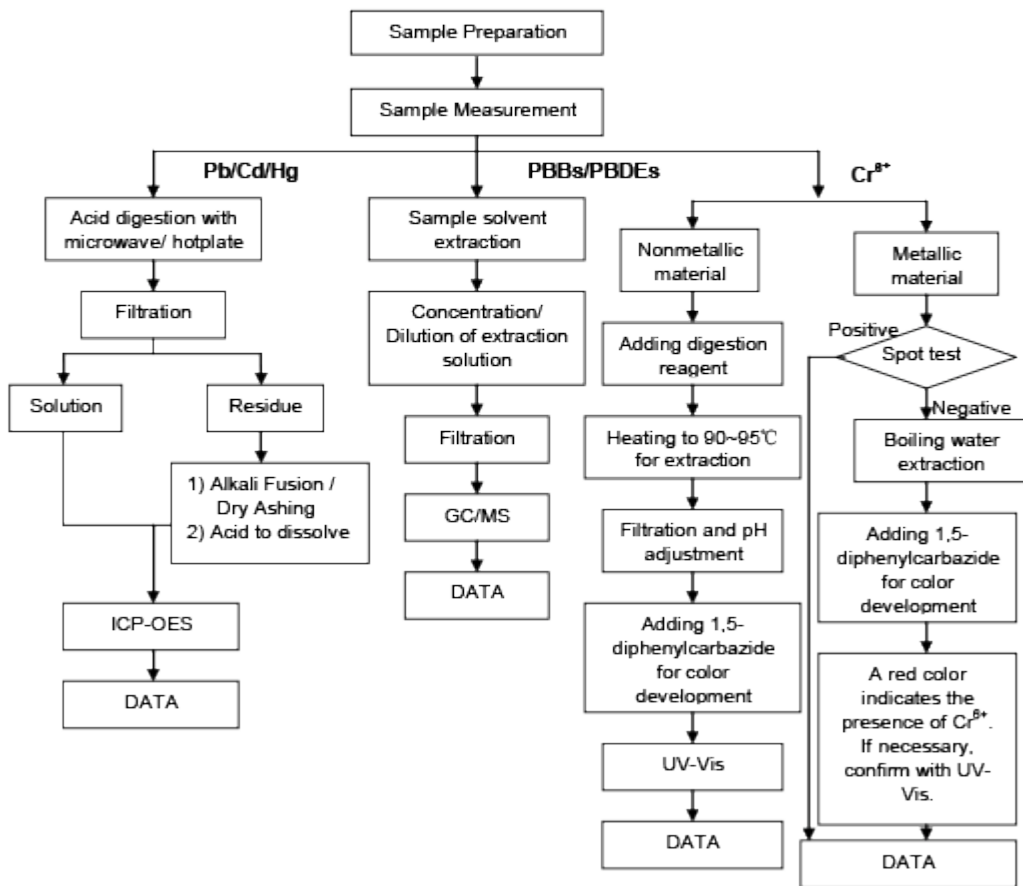 Sample Preparation
Sample Measurement
Pb/Cd/Hg
PBBs/PBDEs
Cr⁶⁺
Acid digestion with
microwave/ hotplate
Filtration
Solution
Residue
1) Alkali Fusion /
Dry Ashing
2) Acid to dissolve
ICP-OES
DATA
Sample solvent
extraction
Concentration/
Dilution of extraction
solution
Filtration
GC/MS
DATA
Nonmetallic
material
Adding digestion
reagent
Heating to 90~95℃
for extraction
Filtration and pH
adjustment
Adding 1,5-
diphenylcarbazide
for color
development
UV-Vis
DATA
Metallic
material
Positive
Spot test
Negative
Boiling water
extraction
Adding 1,5-
diphenylcarbazide
for color
development
A red color
indicates the
presence of Cr⁶⁺.
If necessary,
confirm with UV-
Vis.
DATA